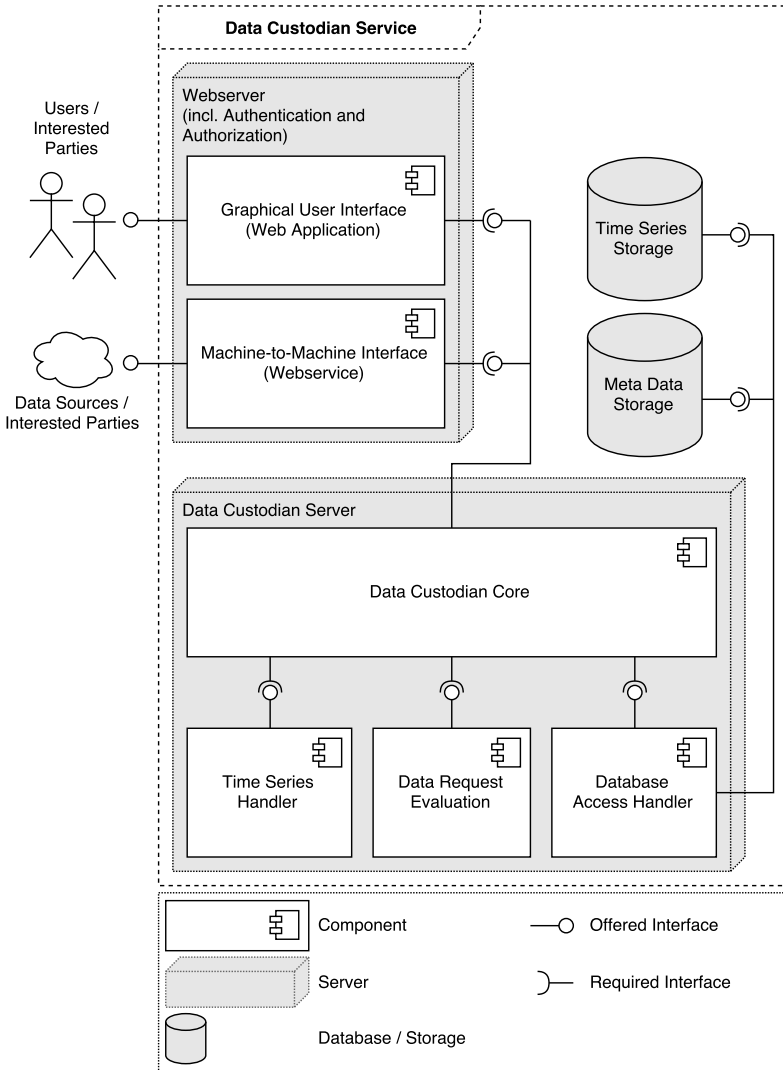 Data Custodian Service
Users /
Interested
Parties
Webserver
(incl. Authentication and
Authorization)
Graphical User Interface
(Web Application)
Machine-to-Machine Interface
(Webservice)
Data Sources /
Interested Parties
Time Series
Storage
Meta Data
Storage
Data Custodian Server
Data Custodian Core
Time Series
Handler
Data Request
Evaluation
Database
Access Handler
Component
Offered Interface
Server
Required Interface
Database / Storage